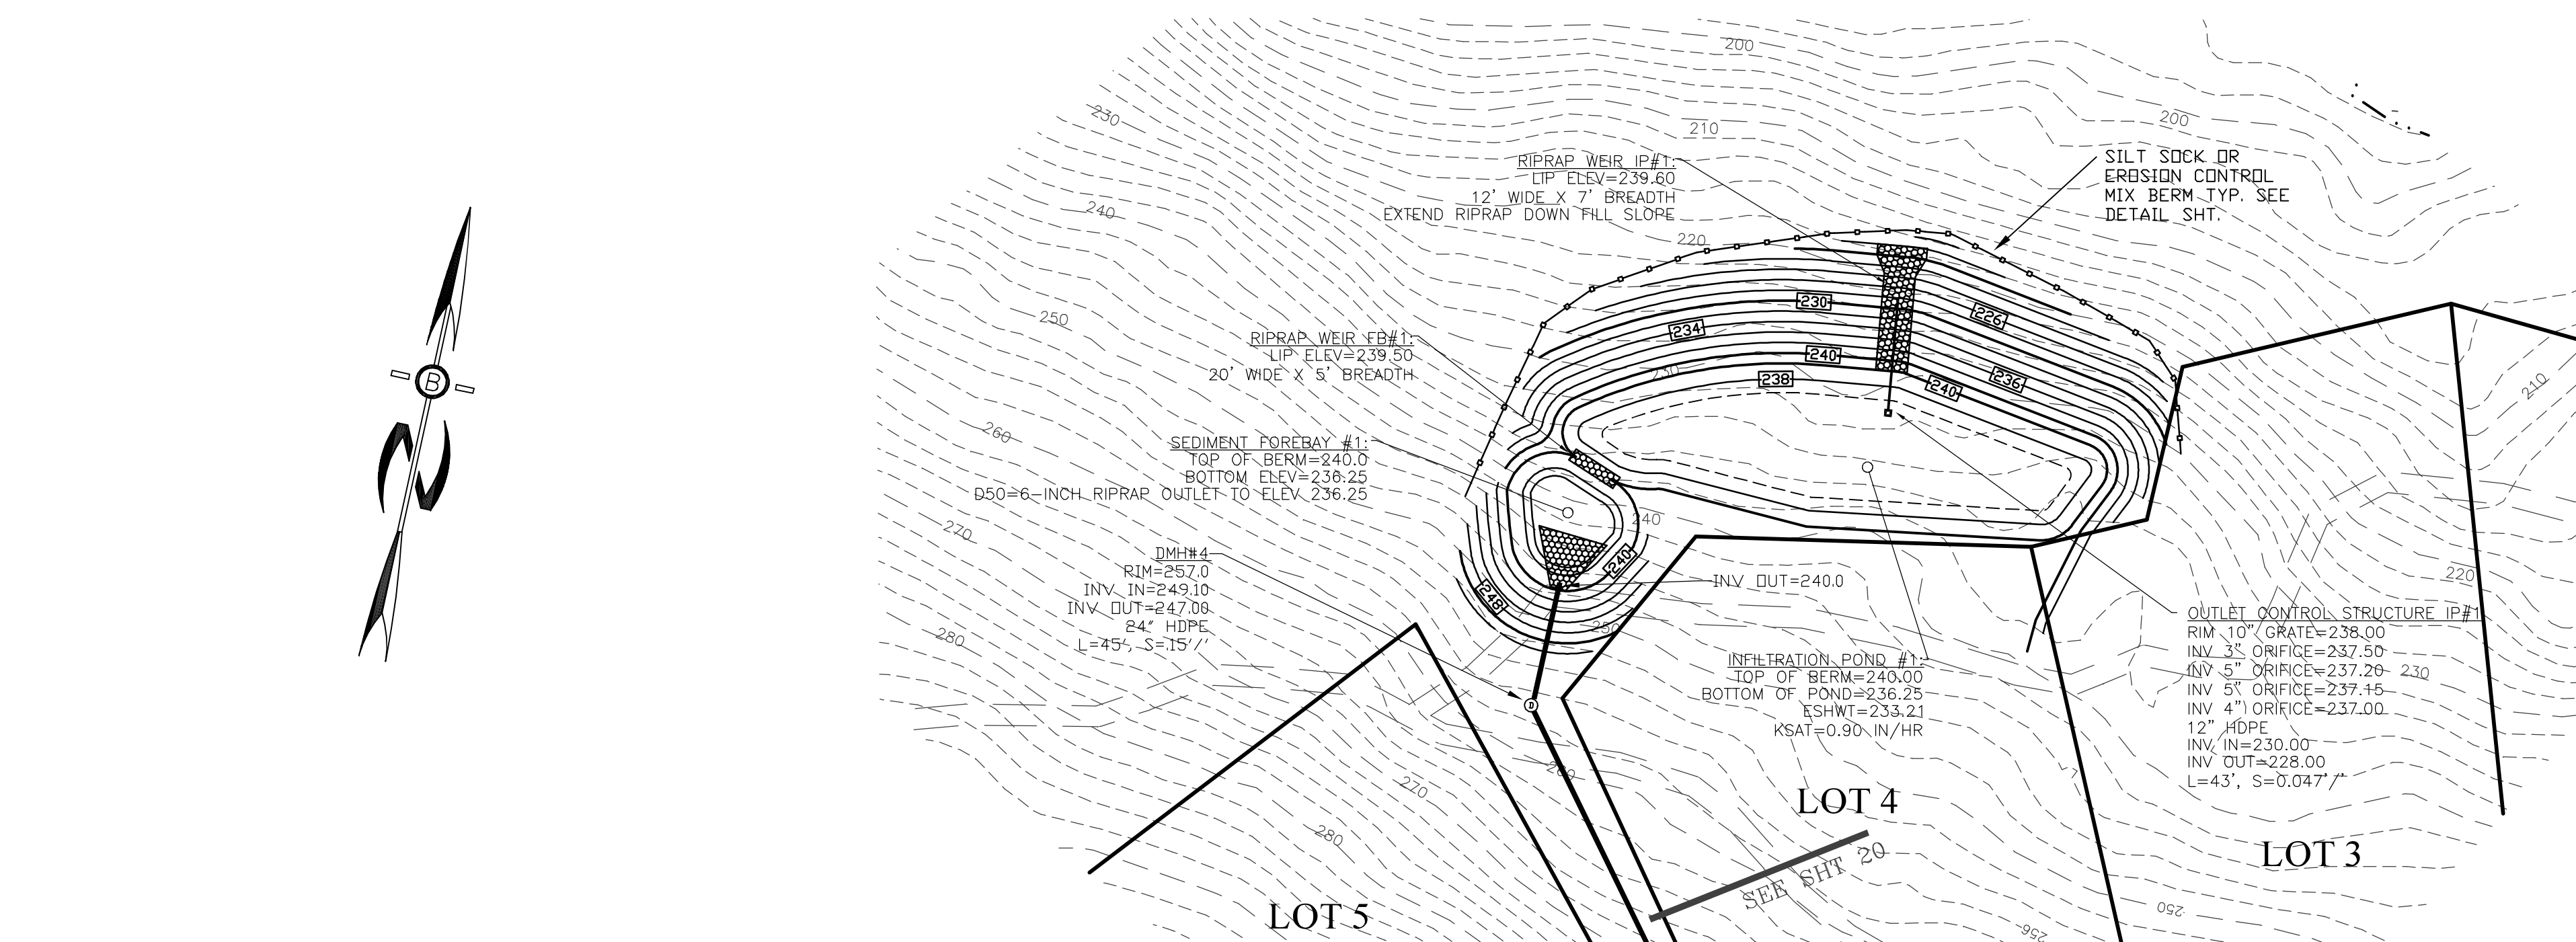 200
230
210
200
RIPRAP WEIR IP#1:
LIP ELEV=239.60
12' WIDE X 7' BREADTH
EXTEND RIPRAP DOWN FILL SLOPE
SILT SOCK OR
EROSION CONTROL
MIX BERM TYP. SEE
DETAIL SHT.
240
220
250
230
226
234
240
238
230
236
240
210
RIPRAP WEIR FB#1:
LIP ELEV=239.50
20' WIDE X 5' BREADTH
B
260
SEDIMENT FOREBAY #1:
TOP OF BERM=240.0
BOTTOM ELEV=236.25
D50=6-INCH RIPRAP OUTLET TO ELEV 236.25
270
240
240
248
250
220
DMH#4
RIM=257.0
INV IN=249.10
INV OUT=247.00
24" HDPE
L=45', S=.15'/'
INV OUT=240.0
280
D
INFILTRATION POND #1:
TOP OF BERM=240.00
BOTTOM OF POND=236.25
ESHWT=233.21
KSAT=0.90 IN/HR
OUTLET CONTROL STRUCTURE IP#1
RIM 10" GRATE=238.00
INV 3" ORIFICE=237.50
INV 5" ORIFICE=237.20
INV 5" ORIFICE=237.15
INV 4" ORIFICE=237.00
12" HDPE
INV IN=230.00
INV OUT=228.00
L=43', S=0.047'/'
230
260
270
280
LOT 4
SEE SHT 20
LOT 3
LOT 5
250
256